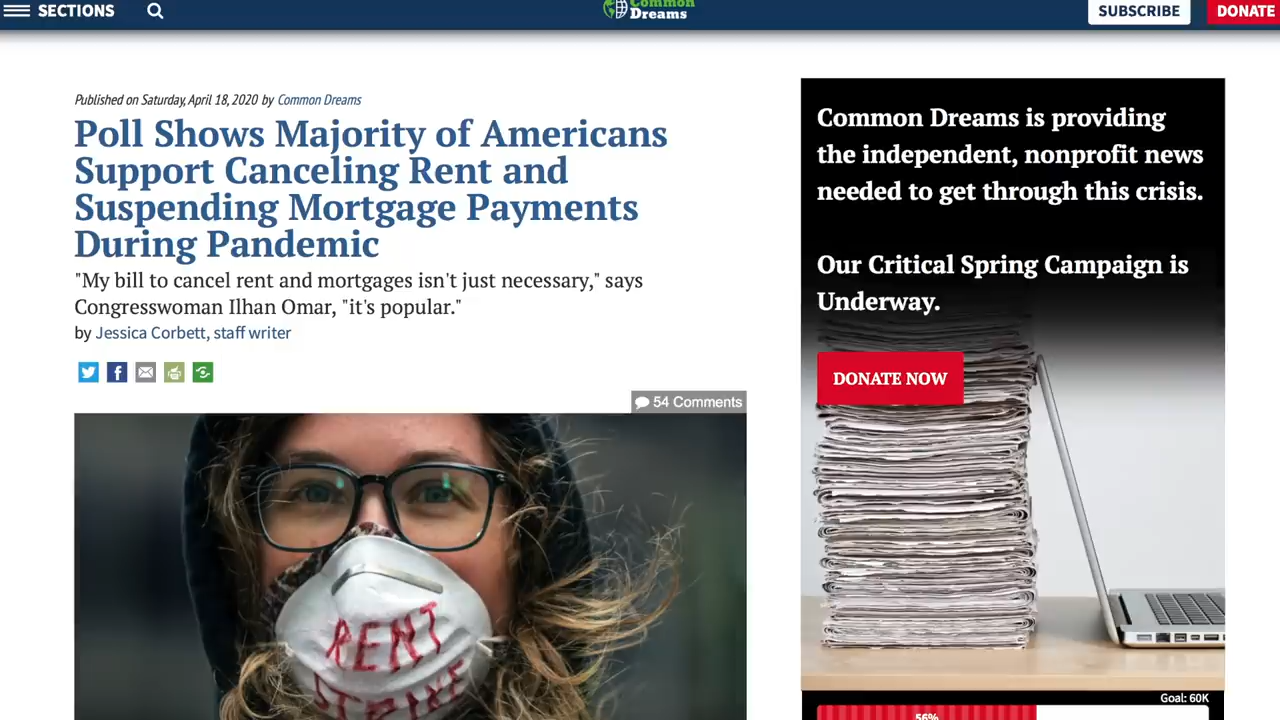 SECTIONS
Common
Dreams
SUBSCRIBE
DONATE
Published on Saturday, April 18, 2020 by Common Dreams
Poll Shows Majority of Americans
Support Canceling Rent and
Suspending Mortgage Payments
During Pandemic
"My bill to cancel rent and mortgages isn't just necessary," says
Congresswoman Ilhan Omar, "it's popular."
by Jessica Corbett, staff writer
54 Comments
RENT
STRIKE
Common Dreams is providing
the independent, nonprofit news
needed to get through this crisis.
Our Critical Spring Campaign is
Underway.
DONATE NOW
Goal: 60K
56%